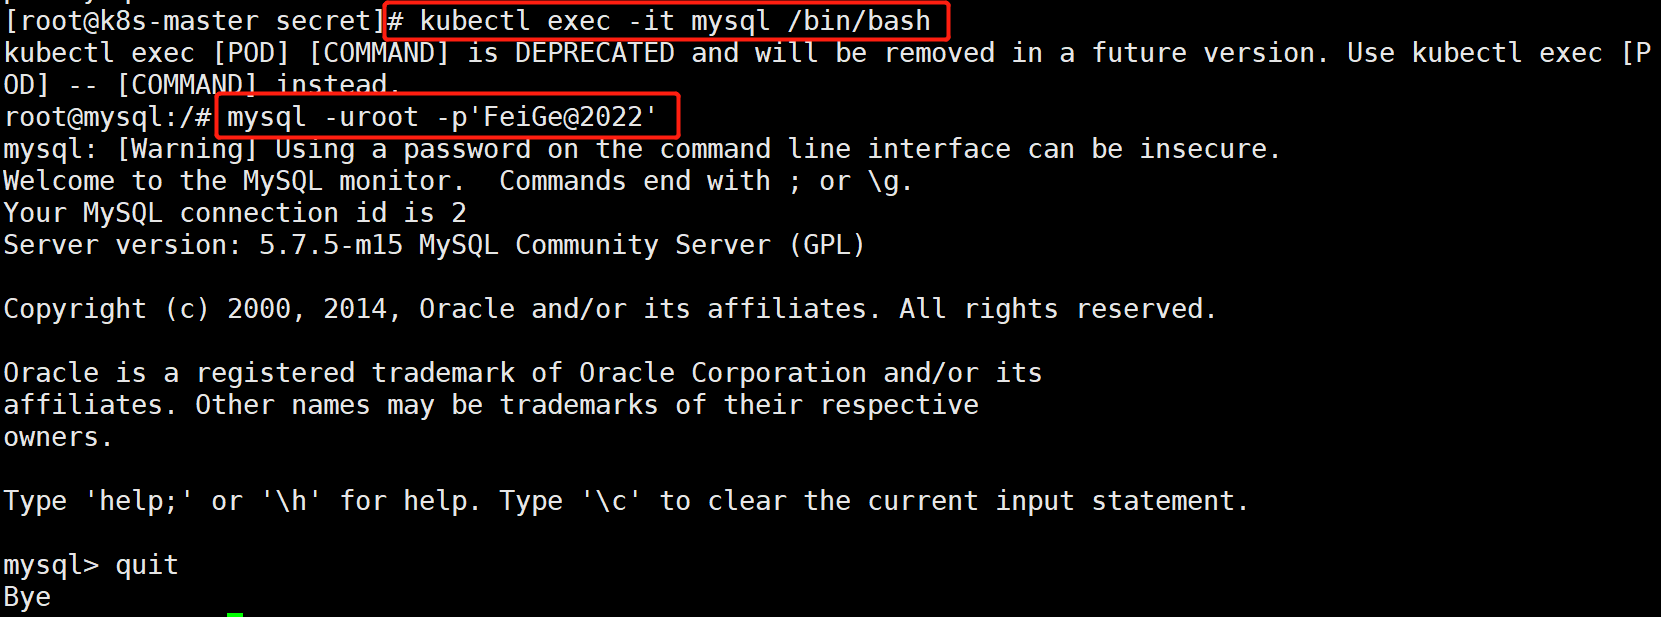 [root@k8s-master secret]# kubectl exec -it mysql /bin/bash
kubectl exec [POD] [COMMAND] is DEPRECATED and will be removed in a future version. Use kubectl exec [P
OD] -- [COMMAND] instead.
root@mysql:/# mysql -uroot -p'FeiGe@2022'
mysql: [Warning] Using a password on the command line interface can be insecure.
Welcome to the MySQL monitor.  Commands end with ; or \g.
Your MySQL connection id is 2
Server version: 5.7.5-m15 MySQL Community Server (GPL)
Copyright (c) 2000, 2014, Oracle and/or its affiliates. All rights reserved.
Oracle is a registered trademark of Oracle Corporation and/or its
affiliates. Other names may be trademarks of their respective
owners.
Type 'help;' or '\h' for help. Type '\c' to clear the current input statement.
mysql> quit
Bye